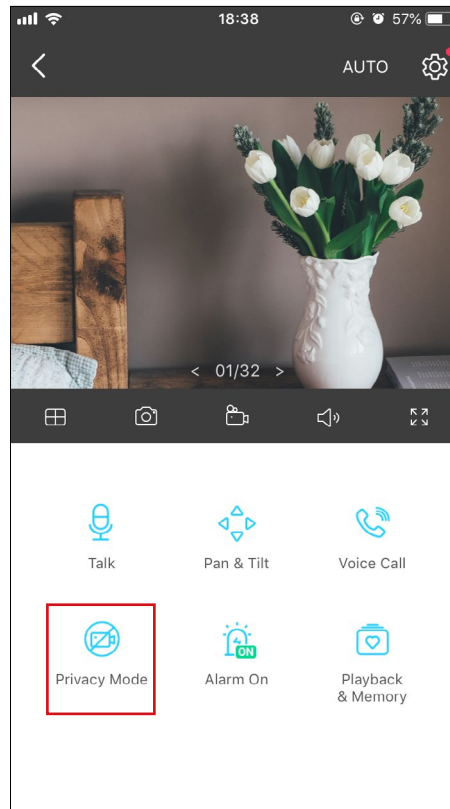 18:38
57%
AUTO
< 01/32 >
Talk
Pan & Tilt
Voice Call
ON
Privacy Mode
Alarm On
Playback
& Memory